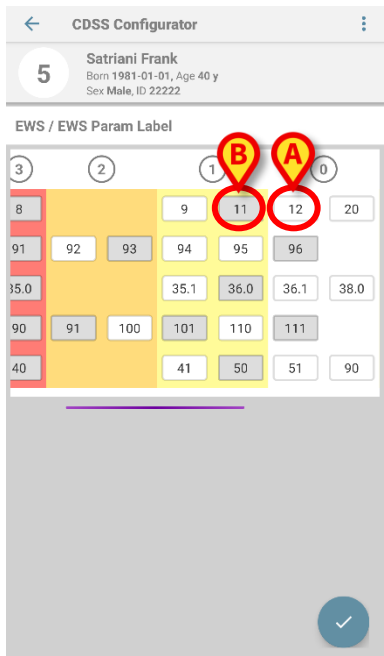 CDSS Configurator
5
Satriani Frank
Born 1981-01-01, Age 40 y
Sex Male, ID 22222
EWS / EWS Param Label
B A
3 2 1 0
8 9 11 12 20
91 92 93 94 95 96
35.0 35.1 36.0 36.1 38.0
90 91 100 101 110 111
40 41 50 51 90